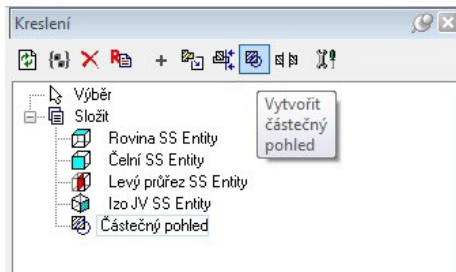 Kreslení
Vytvořit
částečný
pohled
Výběr
Složit
Rovina SS Entity
Čelní SS Entity
Levý průřez SS Entity
Izo JV SS Entity
Částečný pohled